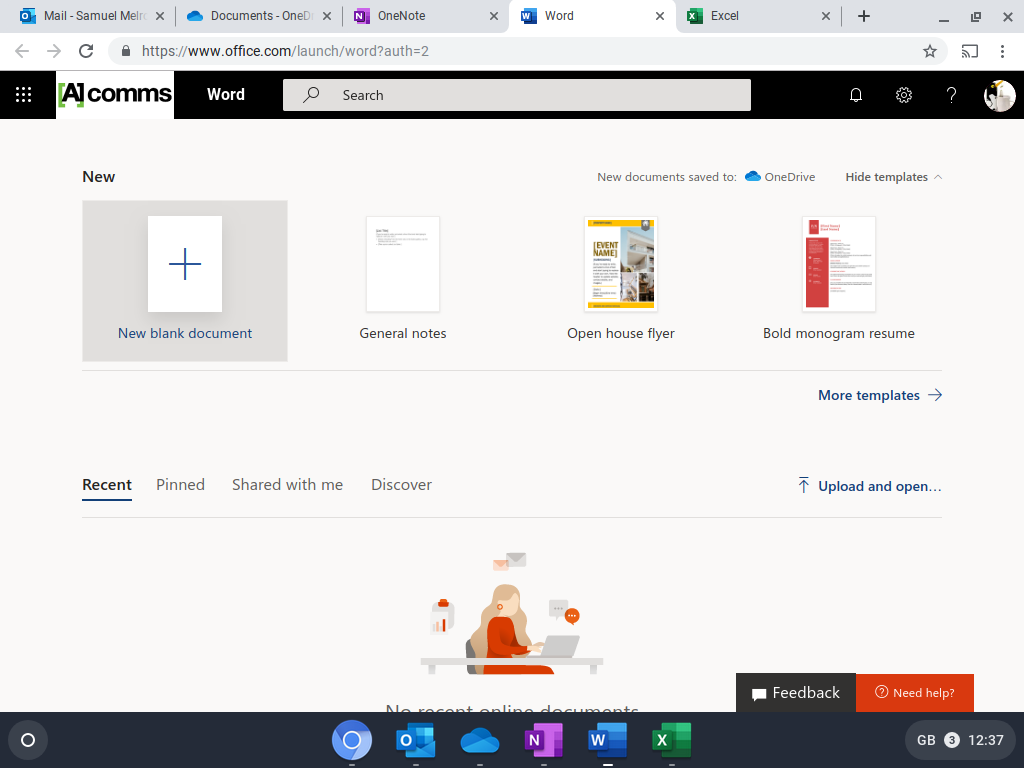 Mail - Samuel Melro
Documents - OneDr
OneNote
Word
Excel
https://www.office.com/launch/word?auth=2
[A] comms
Word
Search
New
New documents saved to: OneDrive
Hide templates
New blank document
General notes
[EVENT NAME]
Open house flyer
Bold monogram resume
More templates
Recent
Pinned
Shared with me
Discover
Upload and open...
No recent online documents
Feedback
Need help?
GB 3 12:37